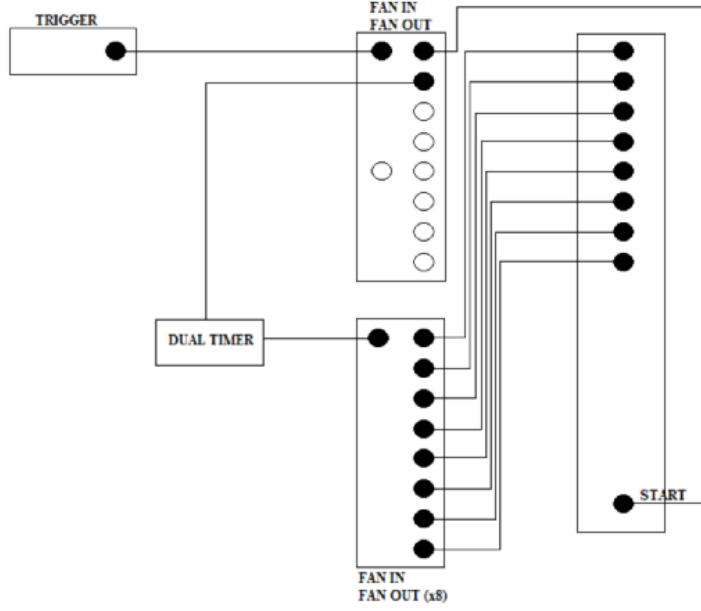 FAN IN
FAN OUT
TRIGGER
DUAL TIMER
START
FAN IN
FAN OUT (x8)